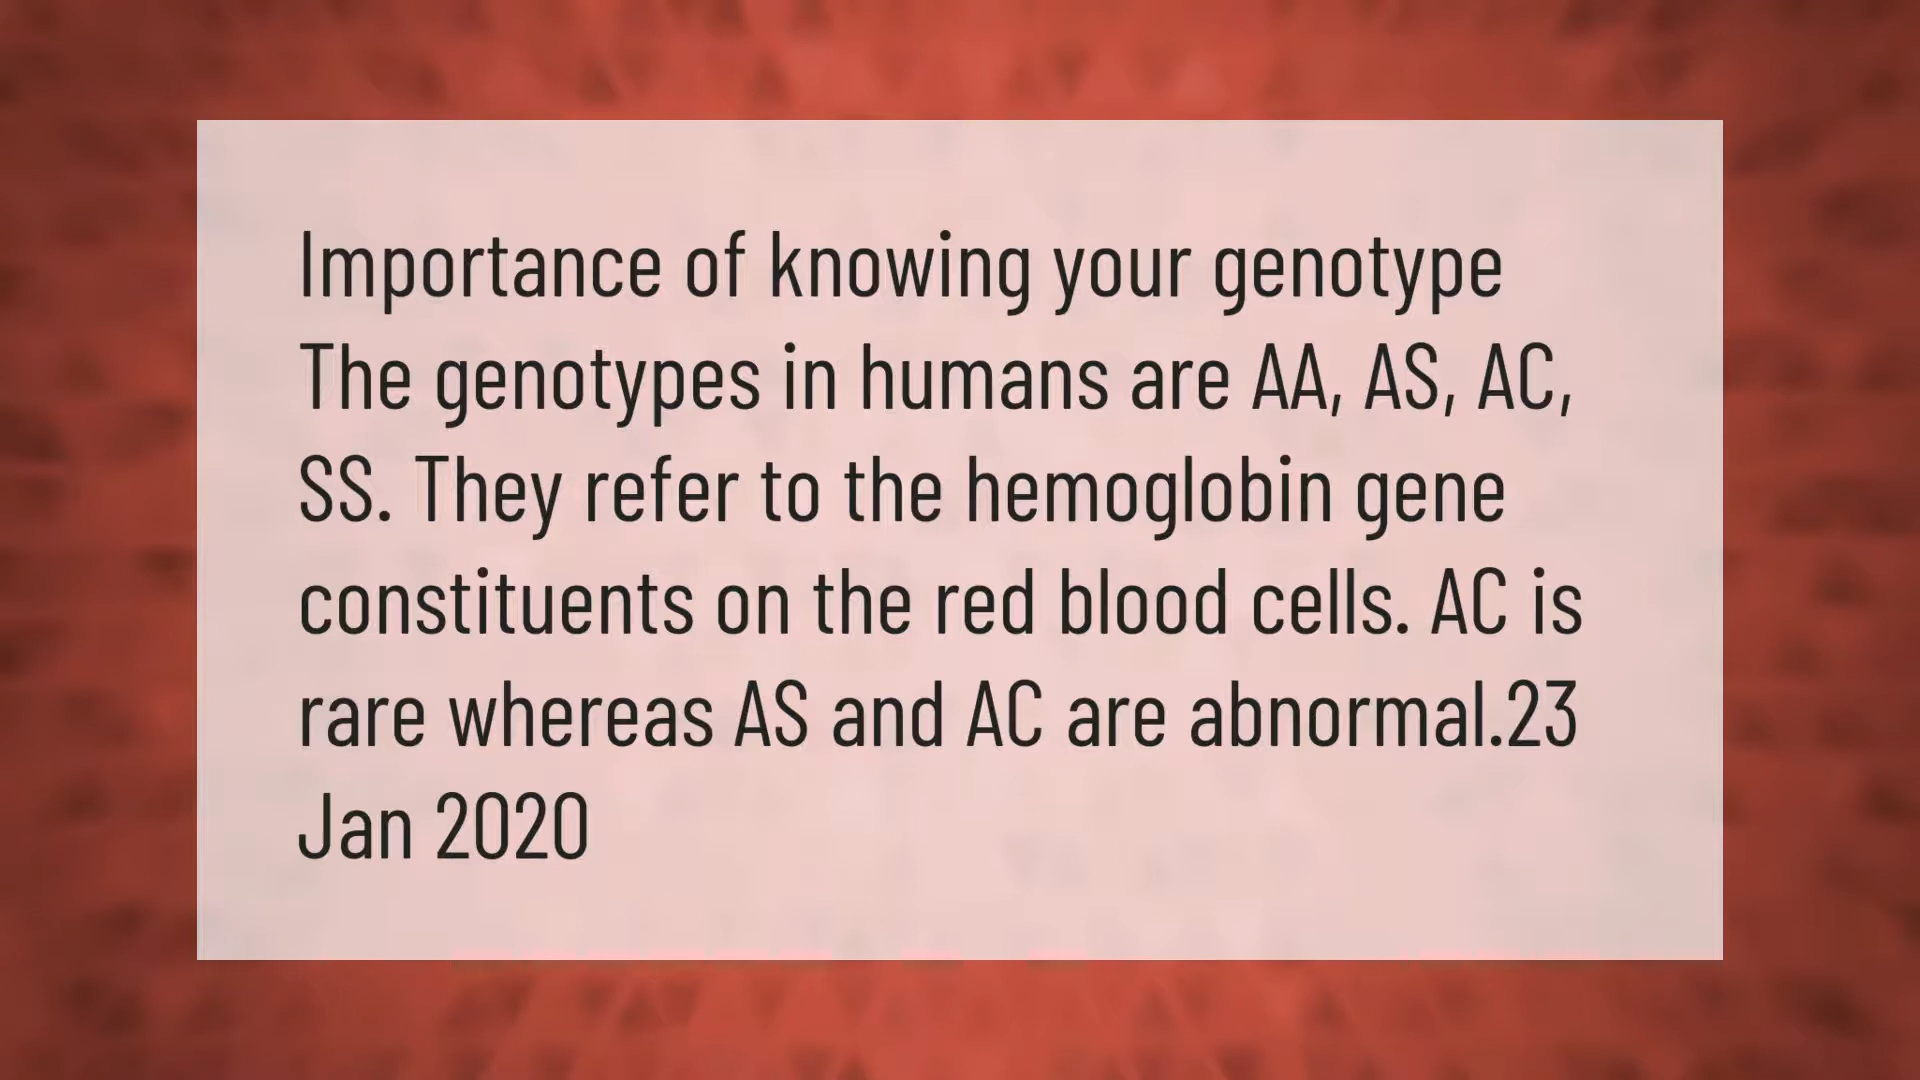 Importance of knowing your genotype
The genotypes in humans are AA, AS, AC,
SS. They refer to the hemoglobin gene
constituents on the red blood cells. AC is
rare whereas AS and AC are abnormal.23
Jan 2020